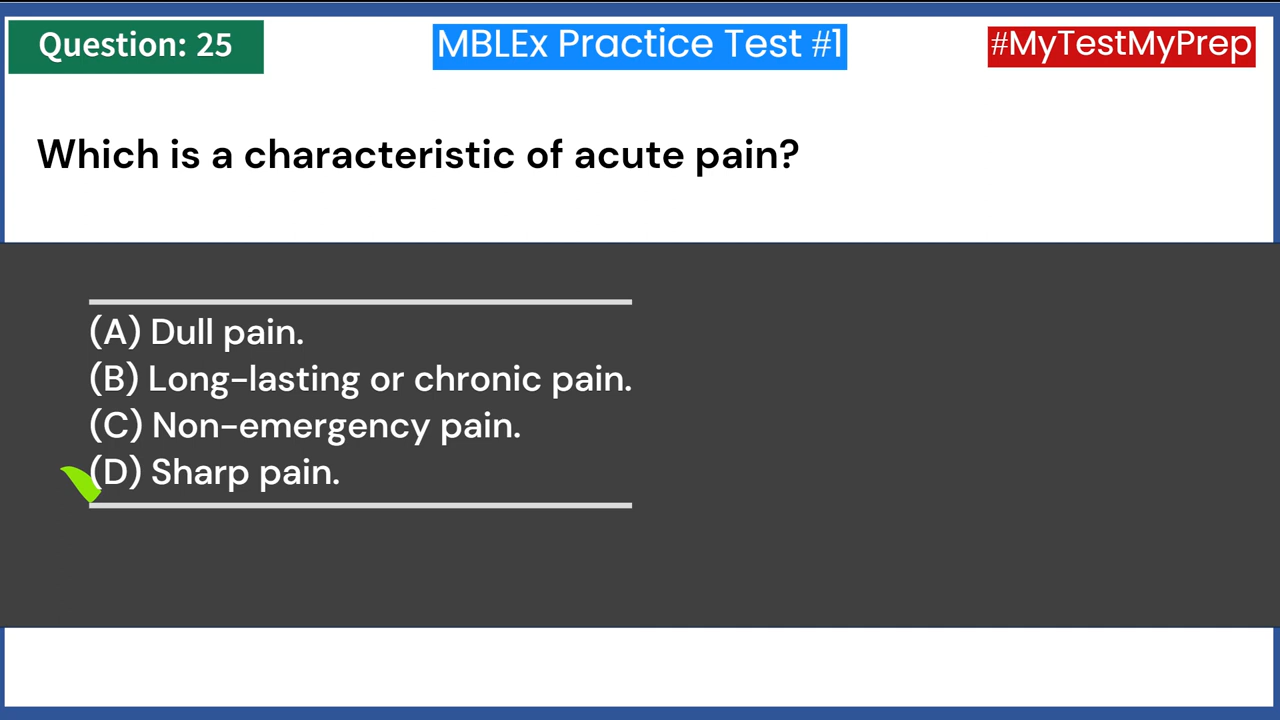 Question: 25
MBLEx Practice Test #1
#MyTestMyPrep
Which is a characteristic of acute pain?
(A) Dull pain.
(B) Long-lasting or chronic pain.
(C) Non-emergency pain.
(D) Sharp pain.